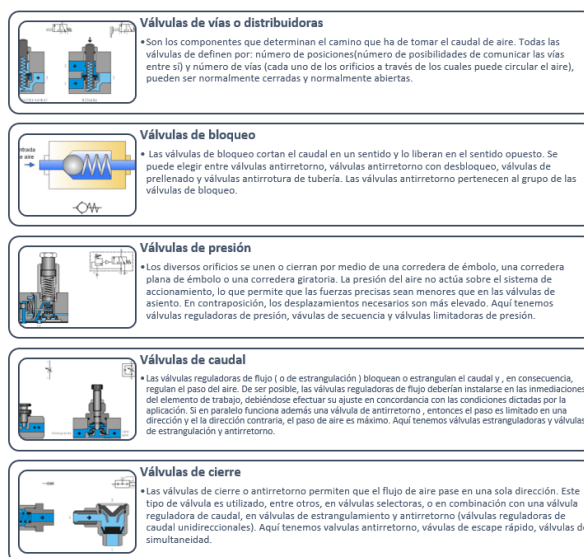 Válvulas de vías o distribuidoras
•Son los componentes que determinan el camino que ha de tomar el caudal de aire. Todas las
válvulas de definen por: número de posiciones(número de posibilidades de comunicar las vías
entre sí) y número de vías (cada uno de los orificios a través de los cuales puede circular el aire),
pueden ser normalmente cerradas y normalmente abiertas.
Válvulas de bloqueo
• Las válvulas de bloqueo cortan el caudal en un sentido y lo liberan en el sentido opuesto. Se
puede elegir entre válvulas antirretorno, válvulas antirretorno con desbloqueo, válvulas de
prellenado y válvulas antirrotura de tubería. Las válvulas antirretorno pertenecen al grupo de las
válvulas de bloqueo.
ntrada
e aire
Válvulas de presión
•Los diversos orificios se unen o cierran por medio de una corredera de émbolo, una corredera
plana de émbolo o una corredera giratoria. La presión del aire no actúa sobre el sistema de
accionamiento, lo que permite que las fuerzas precisas sean menores que en las válvulas de
asiento. En contraposición, los desplazamientos necesarios son más elevado. Aquí tenemos
válvulas reguladoras de presión, vávulas de secuencia y válvulas limitadoras de presión.
Válvulas de caudal
• Las válvulas reguladoras de flujo ( o de estrangulación ) bloquean o estrangulan el caudal y , en consecuencia,
regulan el paso del aire. De ser posible, las válvulas reguladoras de flujo deberían instalarse en las inmediaciones
del elemento de trabajo, debiéndose efectuar su ajuste en concordancia con las condiciones dictadas por la
aplicación. Si en paralelo funciona además una válvula de antirretorno , entonces el paso es limitado en una
dirección y el la dirección contraria, el paso de aire es máximo. Aquí tenemos válvulas estranguladoras y válvulas
de estrangulación y antirretorno.
Válvulas de cierre
•Las válvulas de cierre o antirretorno permiten que el flujo de aire pase en una sola dirección. Este
tipo de válvula es utilizado, entre otros, en válvulas selectoras, o en combinación con una válvula
reguladora de caudal, en válvulas de estrangulamiento y antirretorno (válvulas reguladoras de
caudal unidireccionales). Aquí tenemos valvulas antirretorno, vávulas de escape rápido, válvulas de
simultaneidad.